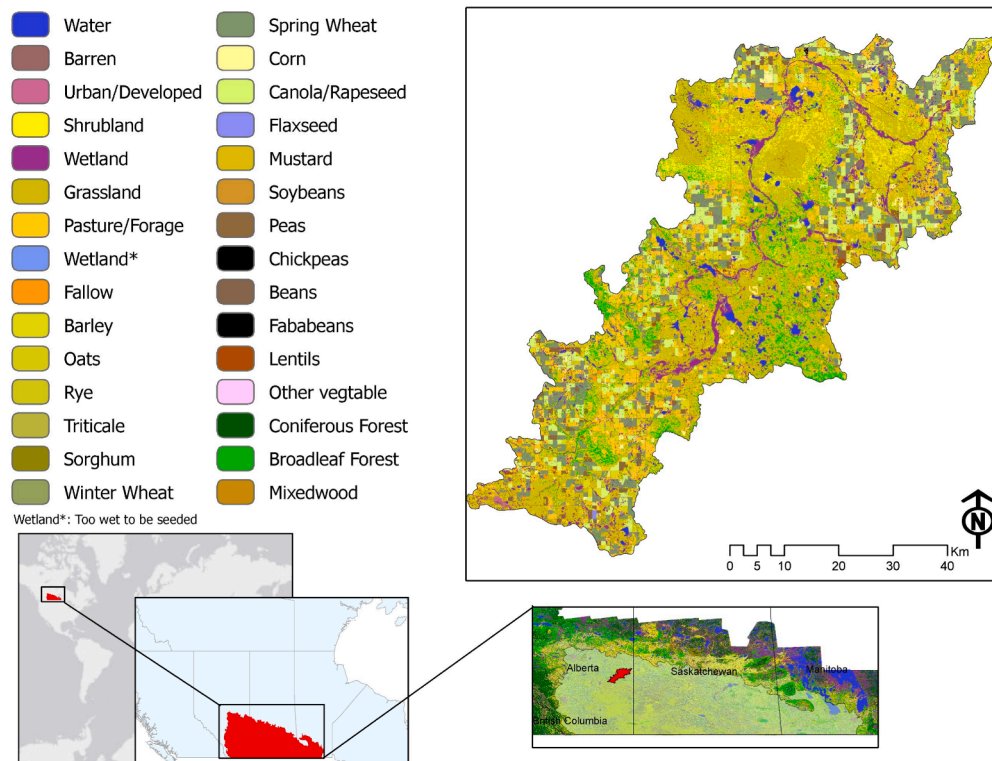 Water
Barren
Urban/Developed
Shrubland
Wetland
Grassland
Pasture/Forage
Wetland*
Fallow
Barley
Oats
Rye
Triticale
Sorghum
Winter Wheat
Spring Wheat
Corn
Canola/Rapeseed
Flaxseed
Mustard
Soybeans
Peas
Chickpeas
Beans
Fababeans
Lentils
Other vegtable
Coniferous Forest
Broadleaf Forest
Mixedwood
Wetland*: Too wet to be seeded
N
Km
0 5 10 20 30 40
Alberta
Saskatchewan
Manitoba
British Columbia